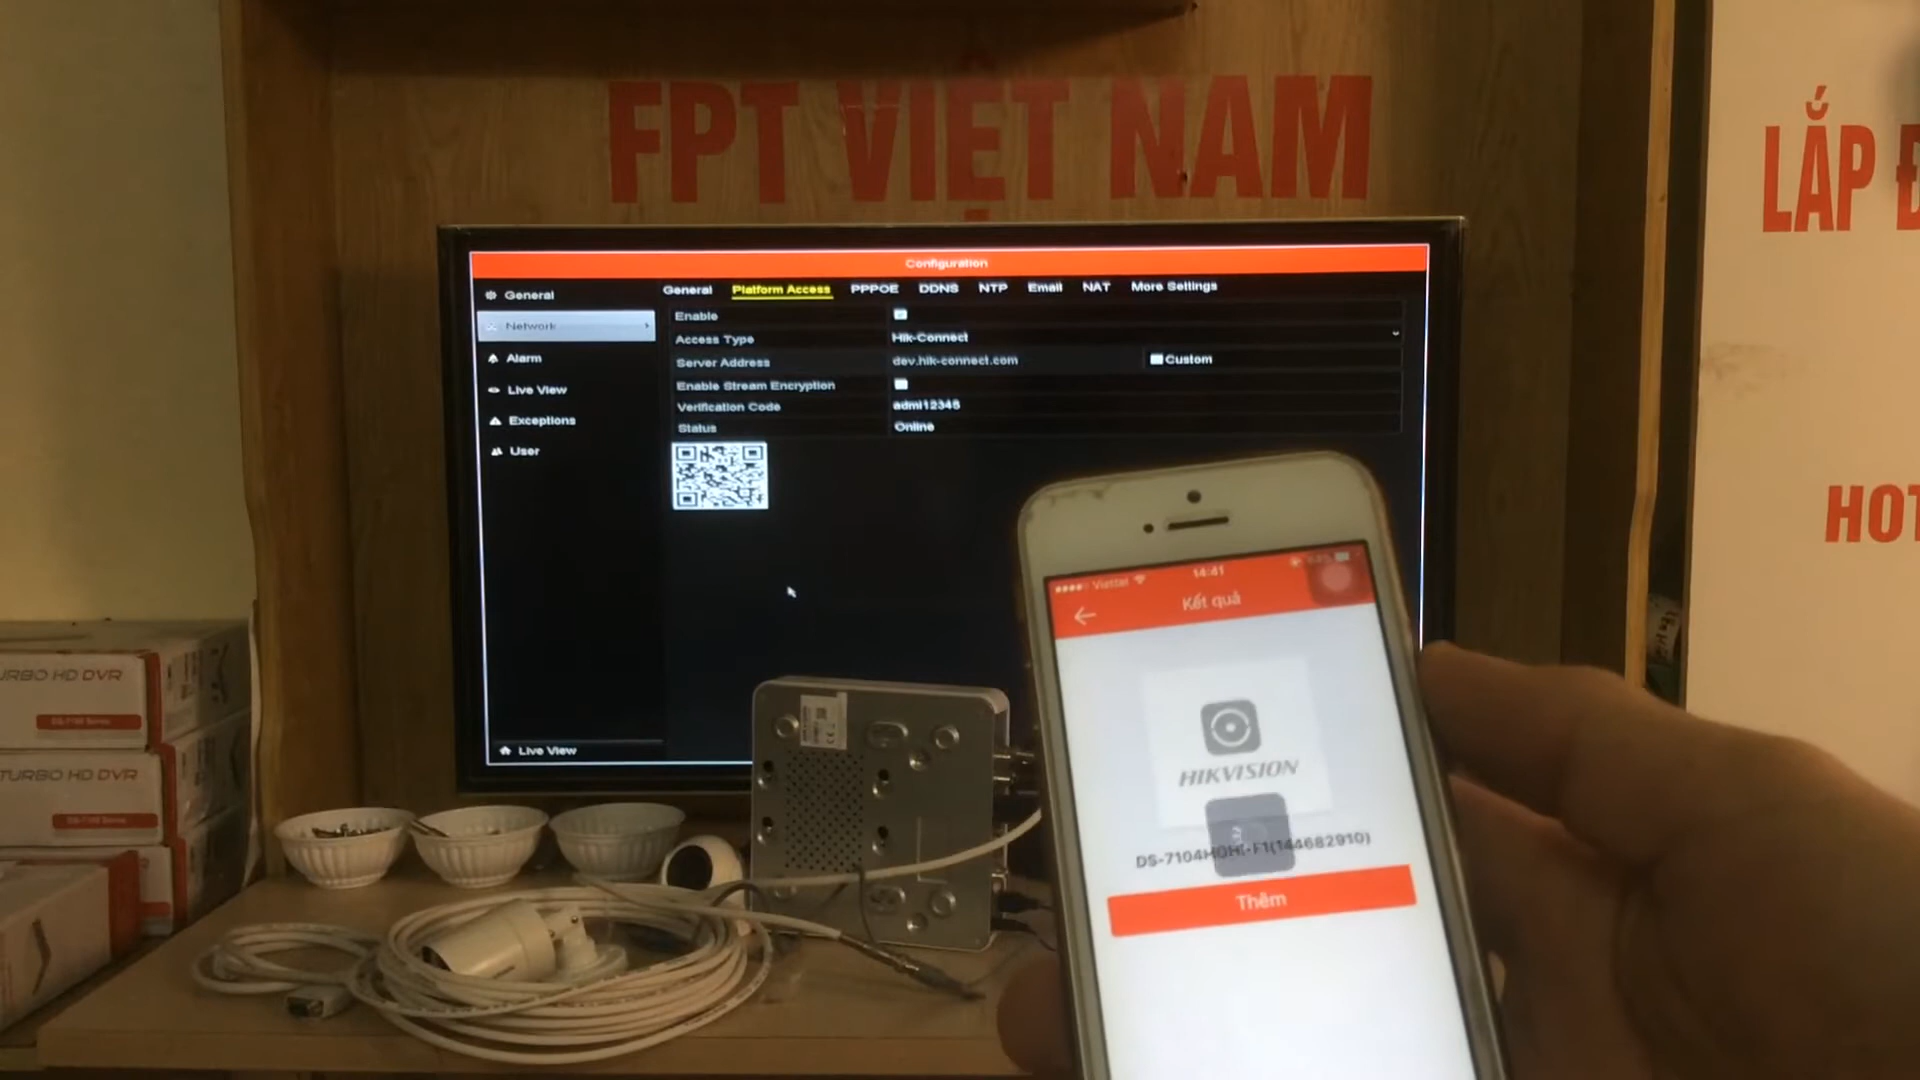 FPT VIỆT NAM
LẮP Đ
HOT
Configuration
General
Network
Alarm
Live View
Exceptions
User
Live View
General Platform Access PPPOE DDNS NTP Email NAT More Settings
Enable
Access Type Hik-Connect
Server Address dev.hik-connect.com Custom
Enable Stream Encryption
Verification Code admi12345
Status Online
URBO HD DVR
TURBO HD DVR
Viettel 14:41
Kết quả
HIKVISION
DS-7104HGHI-F1(144682910)
Thêm